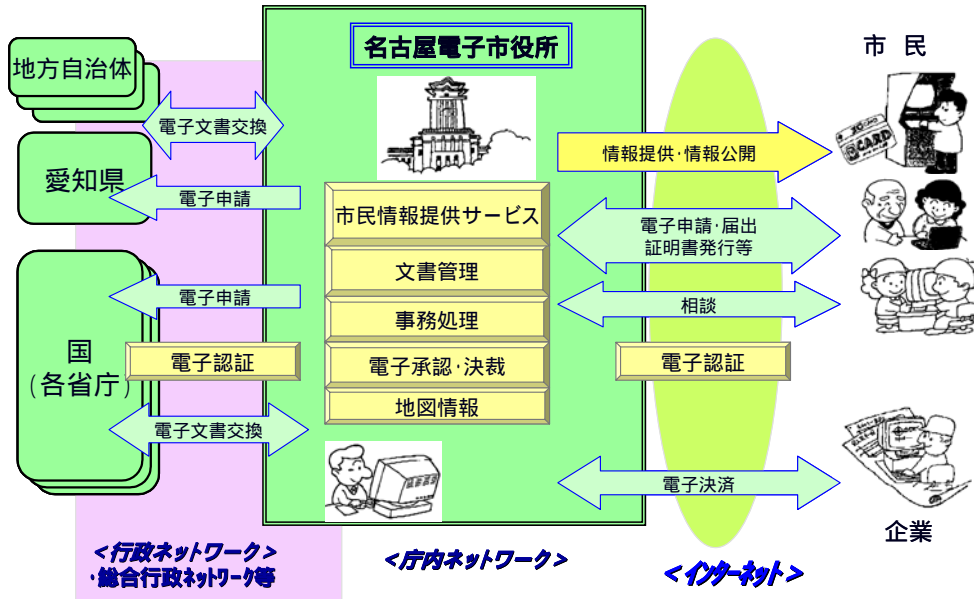 名古屋電子市役所
地方自治体
電子文書交換
愛知県
電子申請
電子申請
国
(各省庁)
電子認証
電子文書交換
市民情報提供サービス
文書管理
事務処理
電子承認・決裁
地図情報
市 民
情報提供・情報公開
CARD
電子申請・届出
証明書発行等
相談
電子認証
電子決済
企業
<行政ネットワーク>
・総合行政ネットワーク等
<庁内ネットワーク>
<インターネット>